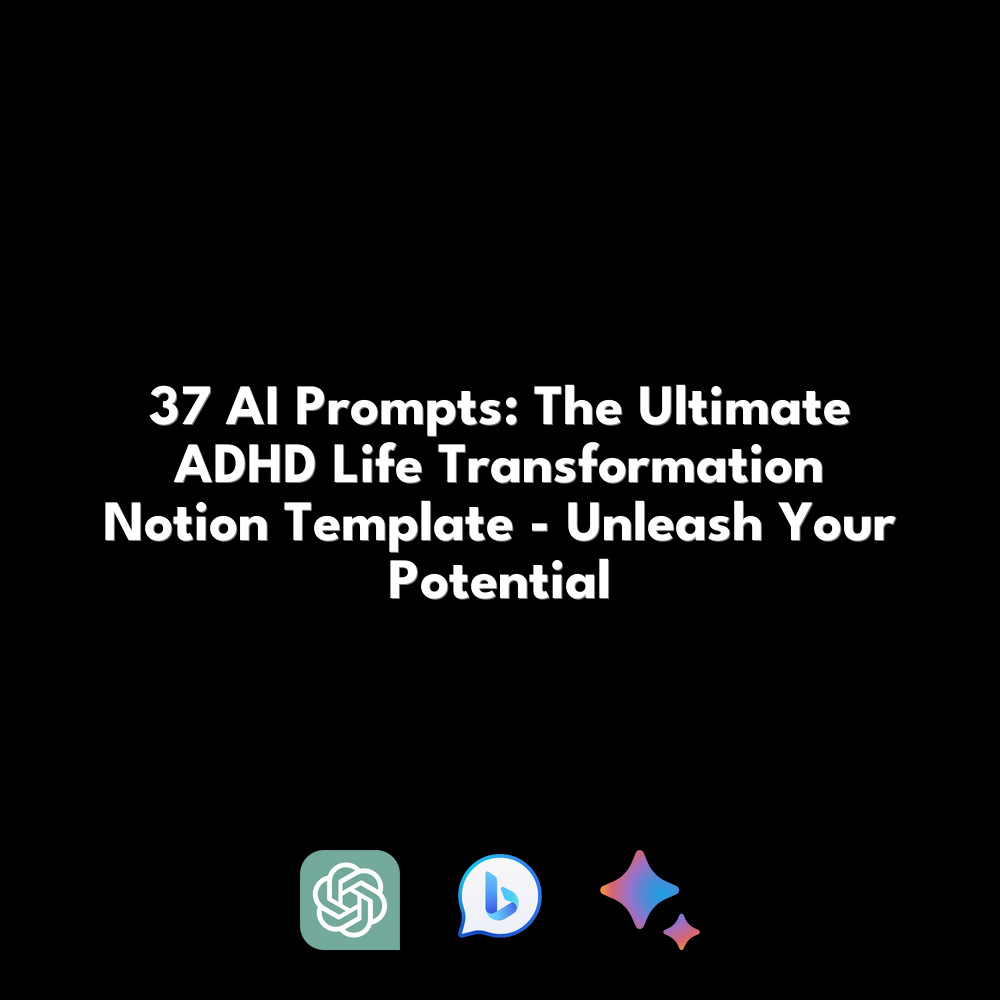 37 AI Prompts: The Ultimate
ADHD Life Transformation
Notion Template - Unleash Your
Potential